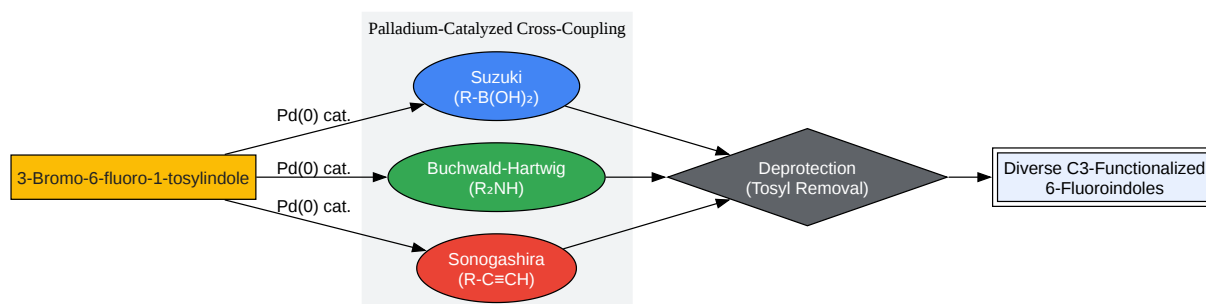 Palladium-Catalyzed Cross-Coupling
3-Bromo-6-fluoro-1-tosylindole
Pd(0) cat.
Pd(0) cat.
Pd(0) cat.
Suzuki
(R-B(OH)₂)
Buchwald-Hartwig
(R₂NH)
Sonogashira
(R-C≡CH)
Deprotection
(Tosyl Removal)
Diverse C3-Functionalized
6-Fluoroindoles